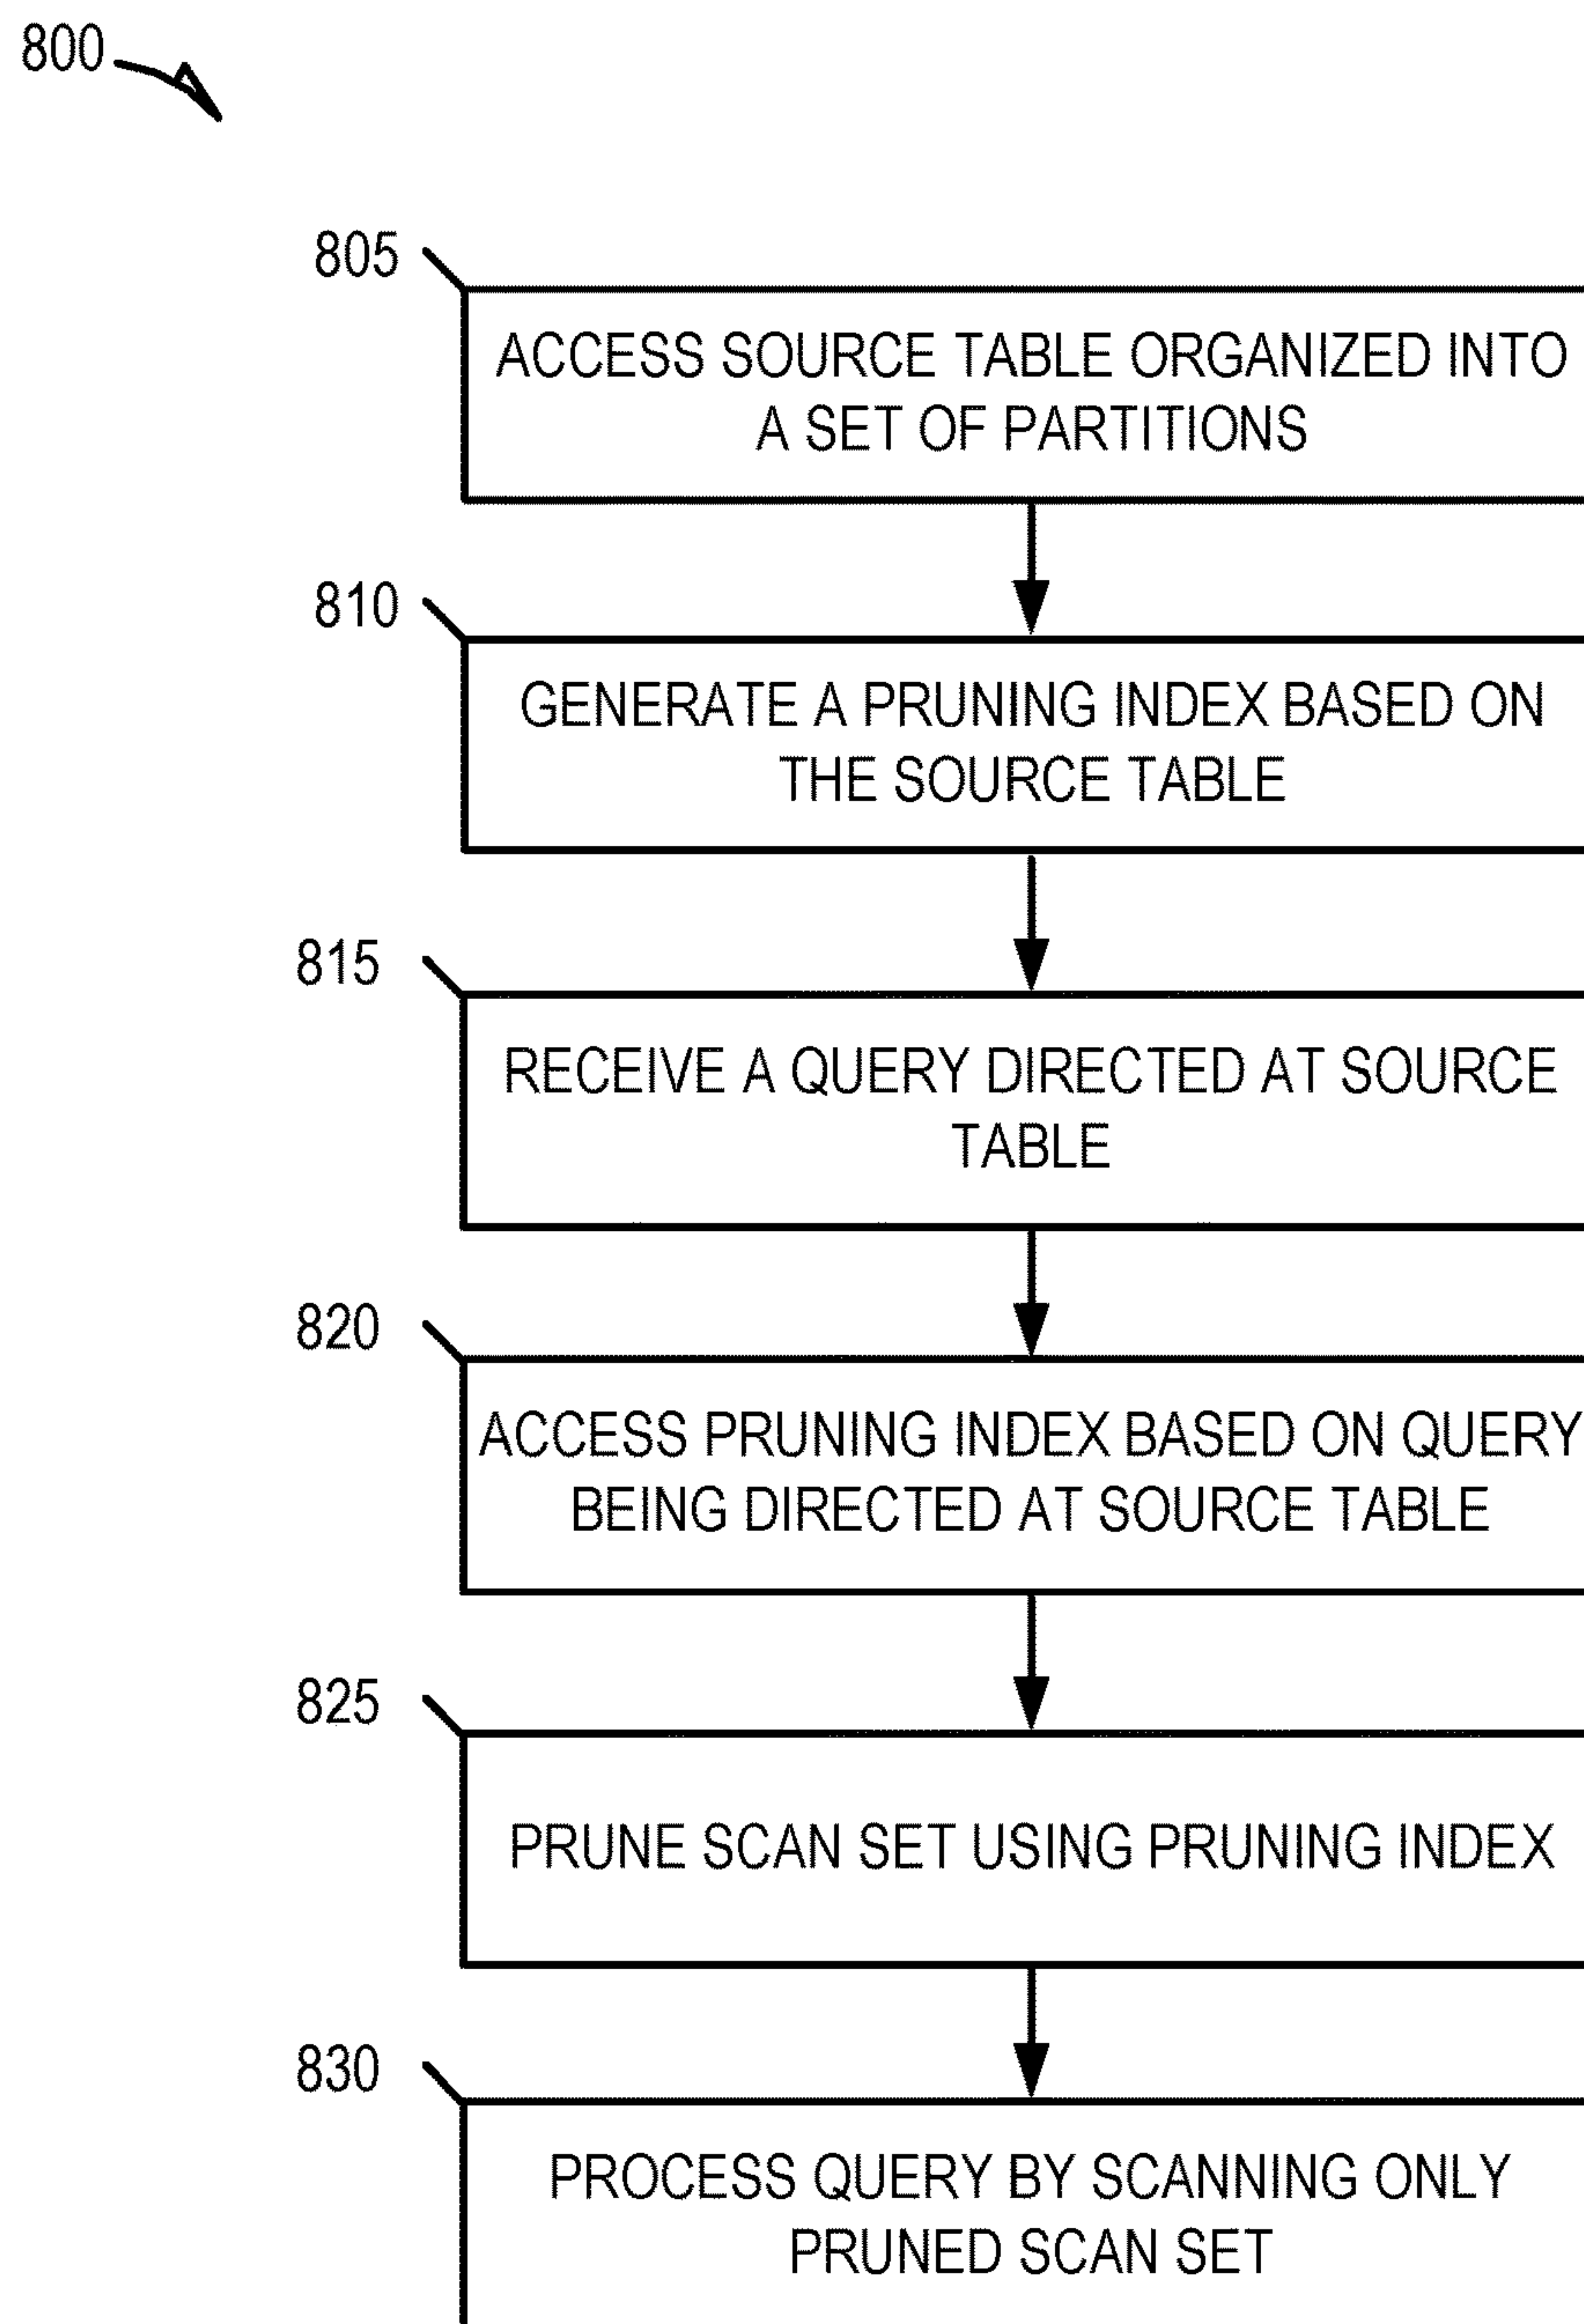 800
805
ACCESS SOURCE TABLE ORGANIZED INTO
A SET OF PARTITIONS
810
GENERATE A PRUNING INDEX BASED ON
THE SOURCE TABLE
815
RECEIVE A QUERY DIRECTED AT SOURCE
TABLE
820
ACCESS PRUNING INDEX BASED ON QUERY
BEING DIRECTED AT SOURCE TABLE
825
PRUNE SCAN SET USING PRUNING INDEX
830
PROCESS QUERY BY SCANNING ONLY
PRUNED SCAN SET